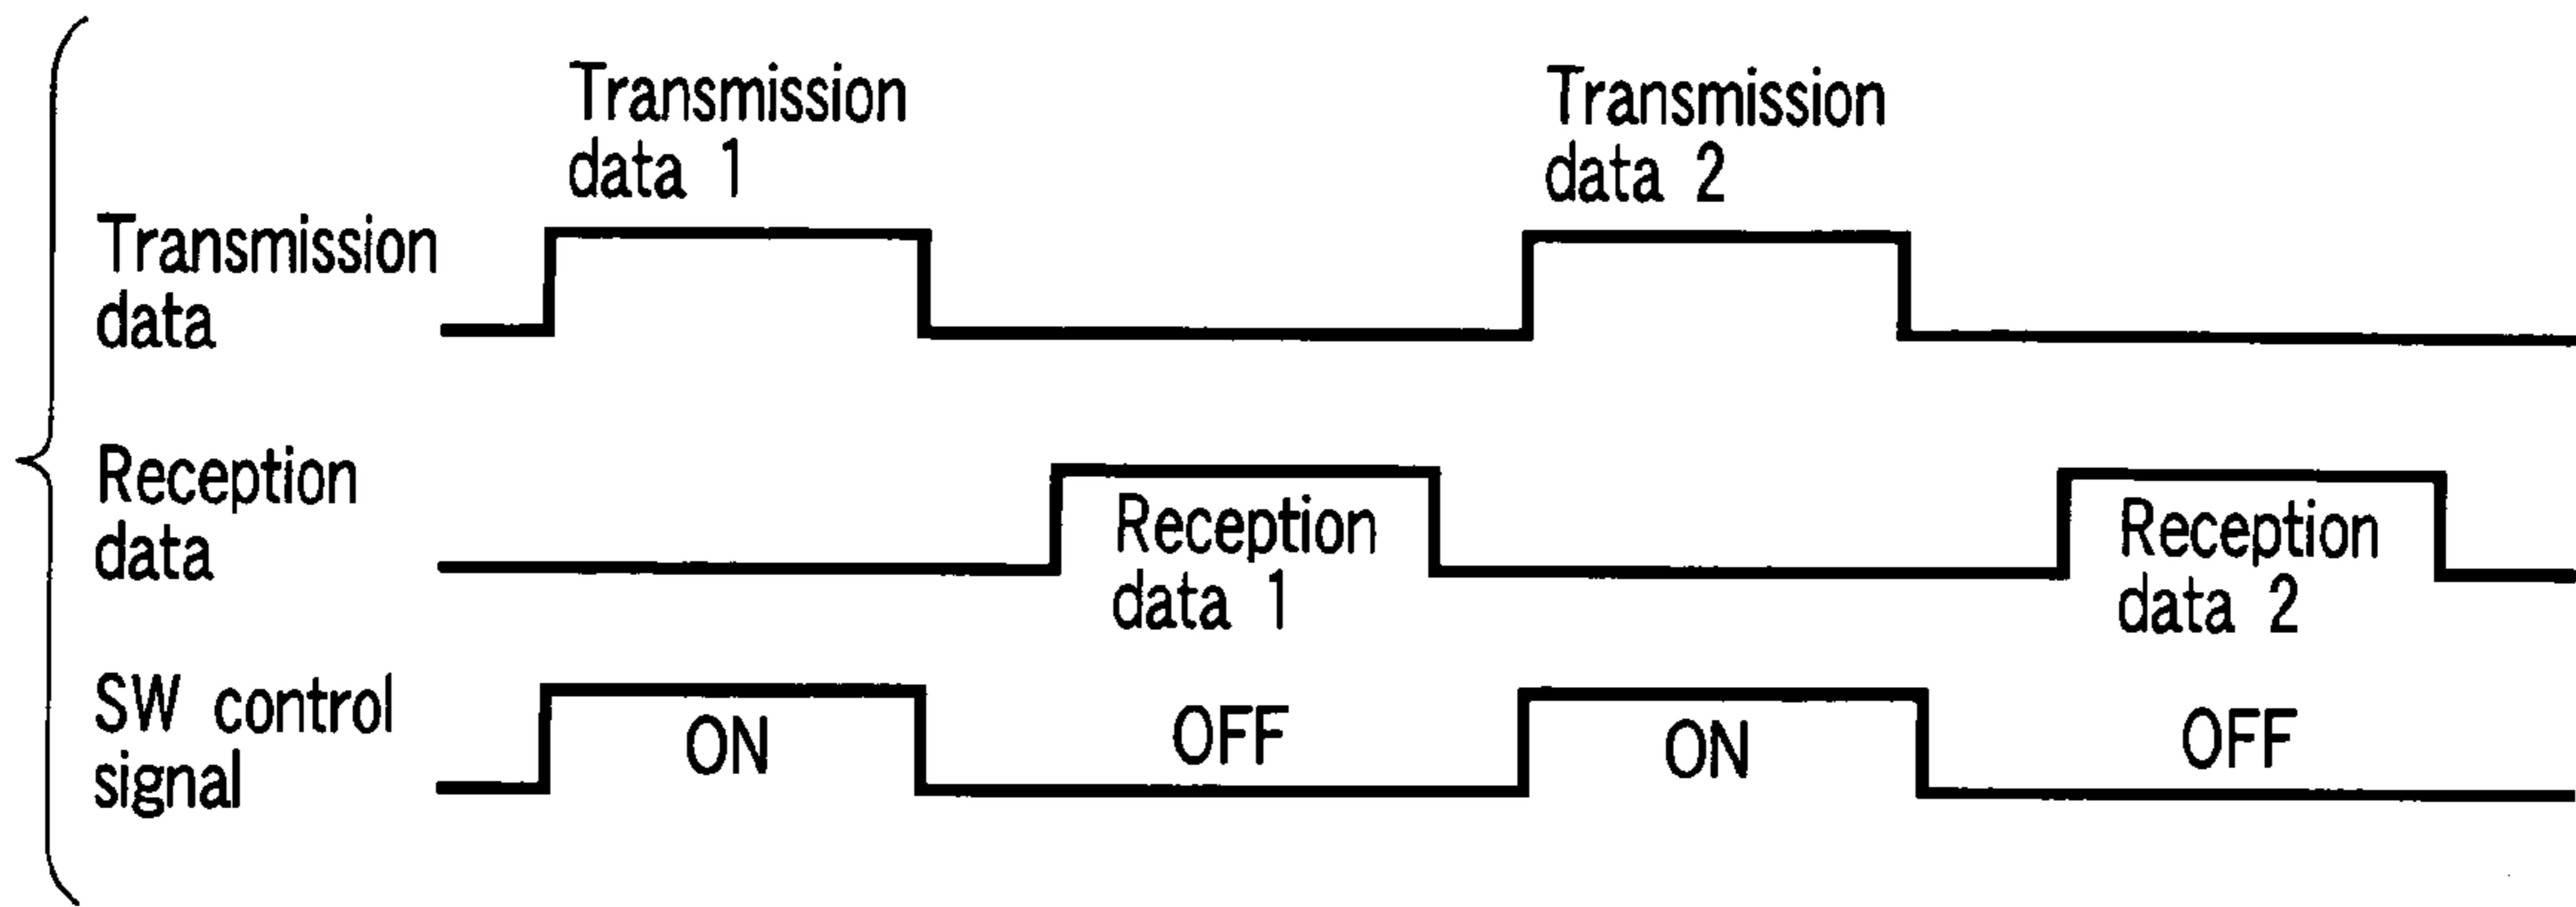 Transmission
data 1
Transmission
data 2
Transmission
data
Reception
data
Reception
data 1
Reception
data 2
SW control
signal
ON
OFF
ON
OFF